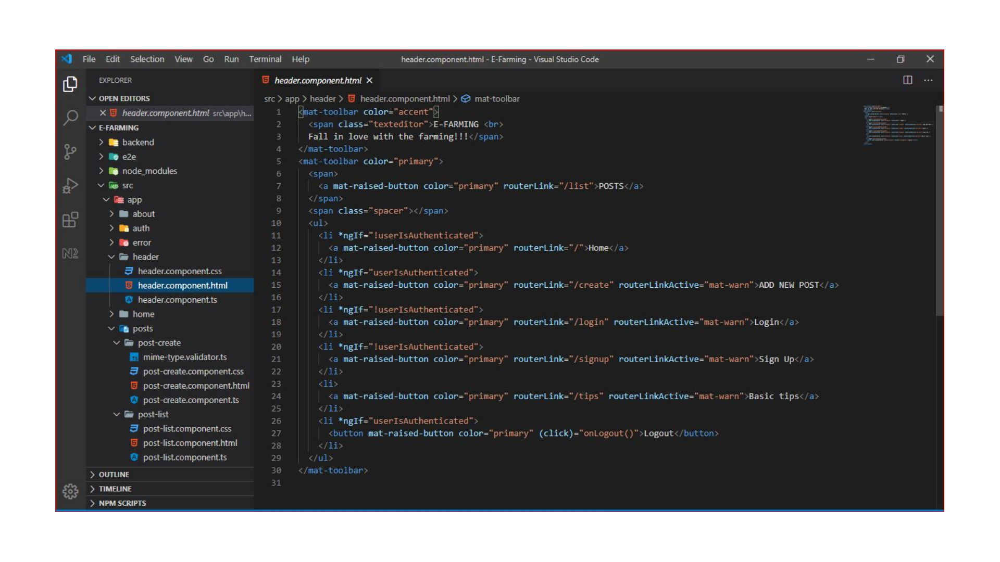 File Edit Selection View Go Run Terminal Help
header.component.html - E-Farming - Visual Studio Code
EXPLORER
OPEN EDITORS
header.component.html src\app\h...
E-FARMING
backend
e2e
node_modules
src
app
about
auth
error
header
header.component.css
header.component.html
header.component.ts
home
posts
post-create
mime-type.validator.ts
post-create.component.css
post-create.component.html
post-create.component.ts
post-list
post-list.component.css
post-list.component.html
post-list.component.ts
OUTLINE
TIMELINE
NPM SCRIPTS
header.component.html
src > app > header > header.component.html > mat-toolbar
1 <mat-toolbar color="accent">
2 <span class="texteditor">E-FARMING <br>
3 Fall in love with the farming!!!</span>
4 </mat-toolbar>
5 <mat-toolbar color="primary">
6 <span>
7 <a mat-raised-button color="primary" routerLink="/list">POSTS</a>
8 </span>
9 <span class="spacer"></span>
10 <ul>
11 <li *ngIf="!userIsAuthenticated">
12 <a mat-raised-button color="primary" routerLink="/">Home</a>
13 </li>
14 <li *ngIf="userIsAuthenticated">
15 <a mat-raised-button color="primary" routerLink="/create" routerLinkActive="mat-warn">ADD NEW POST</a>
16 </li>
17 <li *ngIf="!userIsAuthenticated">
18 <a mat-raised-button color="primary" routerLink="/login" routerLinkActive="mat-warn">Login</a>
19 </li>
20 <li *ngIf="!userIsAuthenticated">
21 <a mat-raised-button color="primary" routerLink="/signup" routerLinkActive="mat-warn">Sign Up</a>
22 </li>
23 <li>
24 <a mat-raised-button color="primary" routerLink="/tips" routerLinkActive="mat-warn">Basic tips</a>
25 </li>
26 <li *ngIf="userIsAuthenticated">
27 <button mat-raised-button color="primary" (click)="onLogout()">Logout</button>
28 </li>
29 </ul>
30 </mat-toolbar>
31